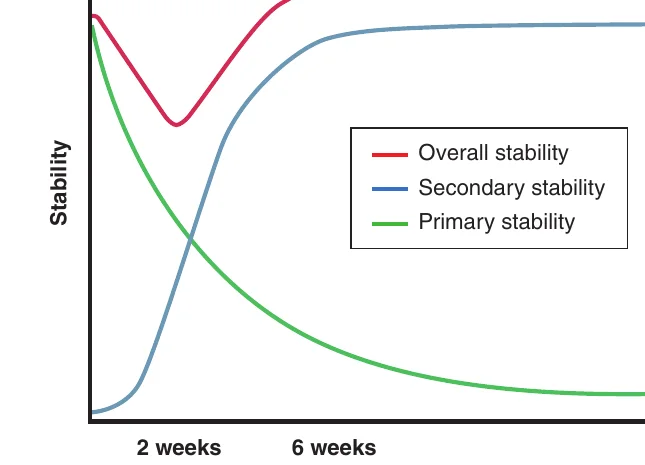 Stability
Overall stability
Secondary stability
Primary stability
2 weeks 6 weeks